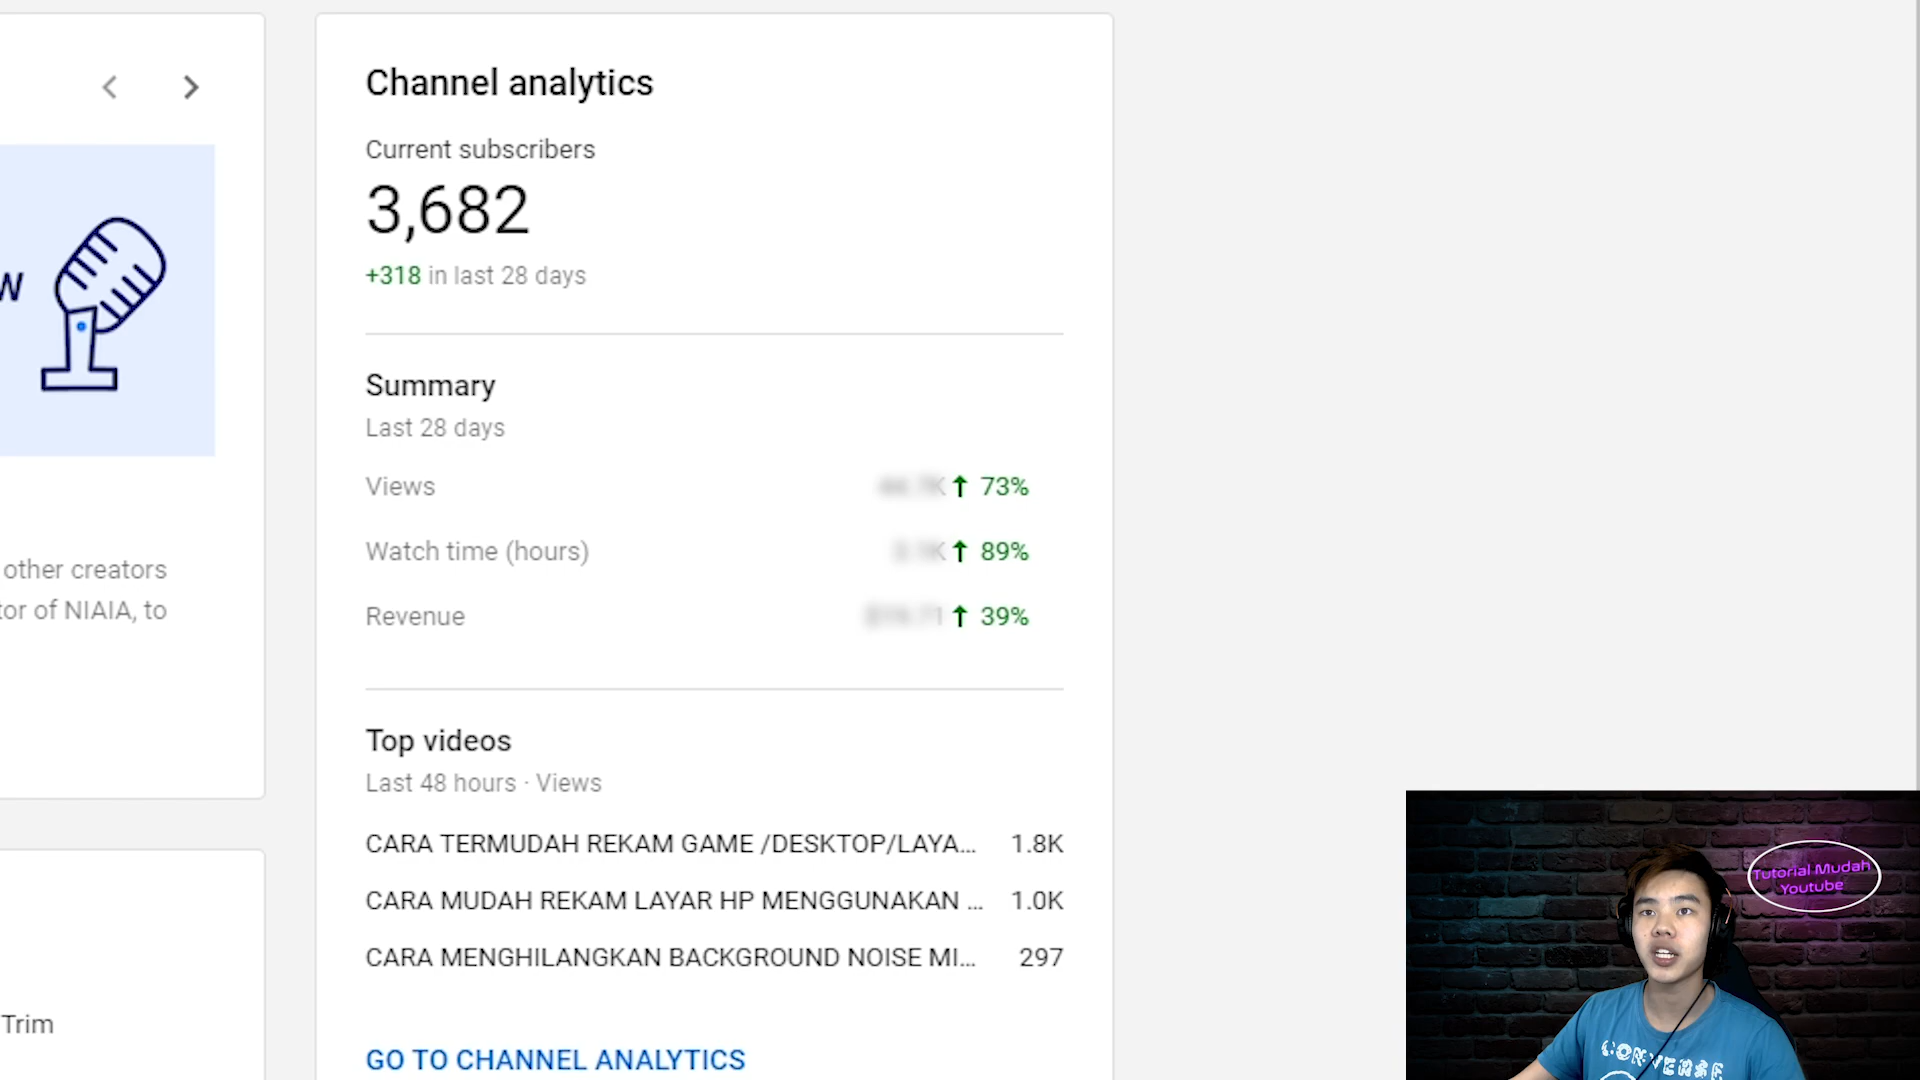 W
other creators
tor of NIAIA, to
Trim
Channel analytics
Current subscribers
3,682
+318 in last 28 days
Summary
Last 28 days
Views ↑ 73%
Watch time (hours) ↑ 89%
Revenue ↑ 39%
Top videos
Last 48 hours · Views
CARA TERMUDAH REKAM GAME /DESKTOP/LAYA... 1.8K
CARA MUDAH REKAM LAYAR HP MENGGUNAKAN ... 1.0K
CARA MENGHILANGKAN BACKGROUND NOISE MI... 297
GO TO CHANNEL ANALYTICS
Tutorial Mudah
Youtube
CONVERSE